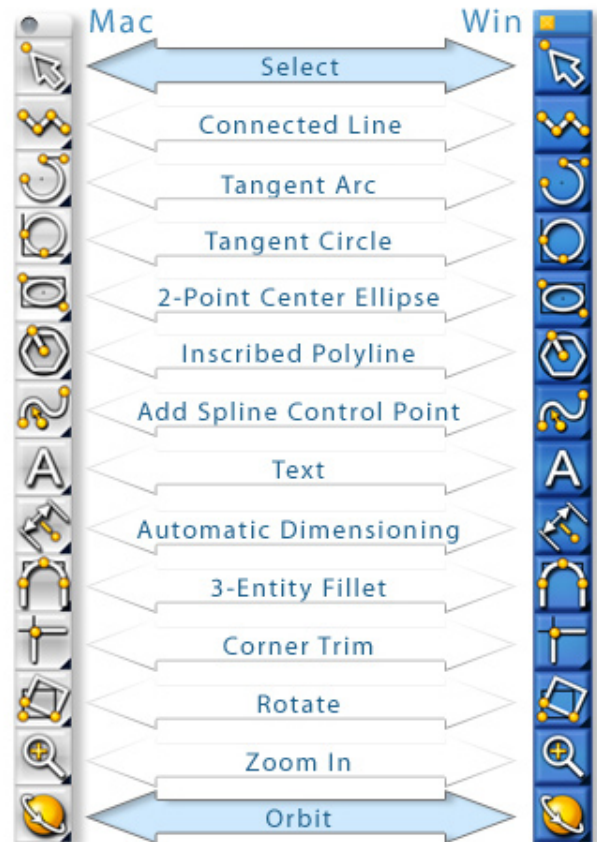 Mac Win
Select
Connected Line
Tangent Arc
Tangent Circle
2-Point Center Ellipse
Inscribed Polyline
Add Spline Control Point
Text
A A
Automatic Dimensioning
3-Entity Fillet
Corner Trim
Rotate
Zoom In
Orbit